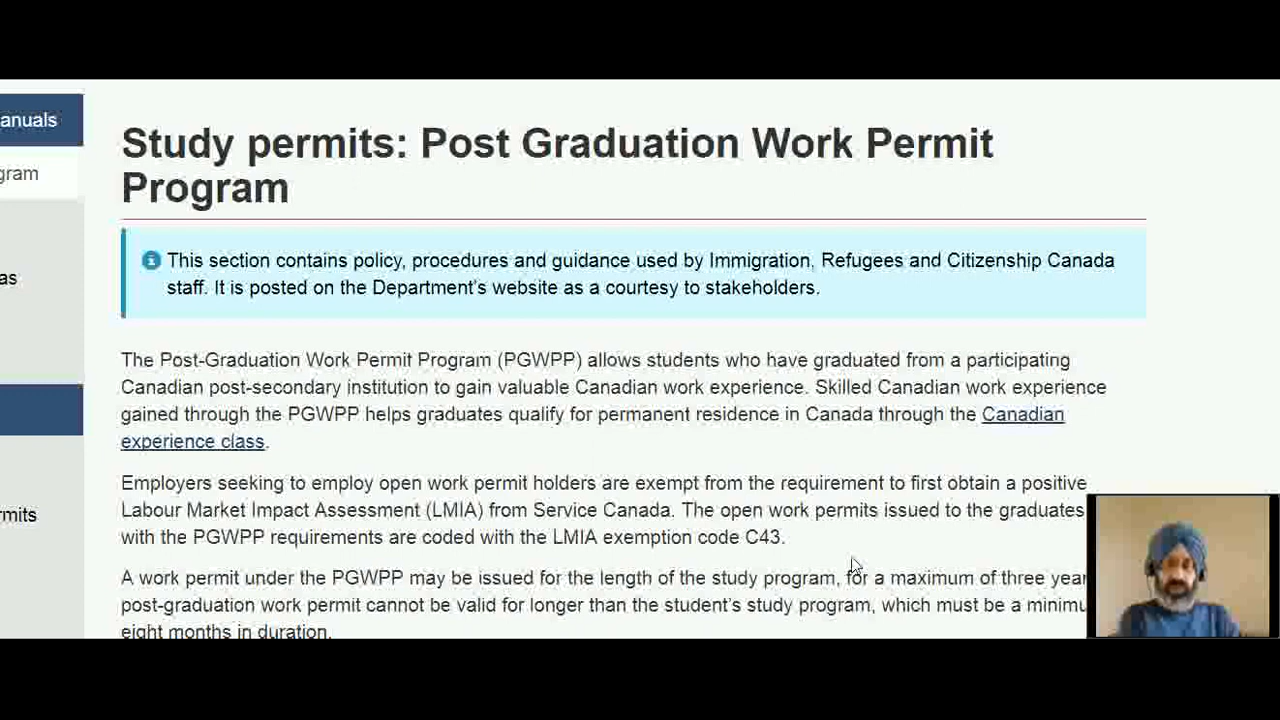 anuals
gram
as
rmits
Study permits: Post Graduation Work Permit
Program
This section contains policy, procedures and guidance used by Immigration, Refugees and Citizenship Canada
staff. It is posted on the Department's website as a courtesy to stakeholders.
The Post-Graduation Work Permit Program (PGWPP) allows students who have graduated from a participating
Canadian post-secondary institution to gain valuable Canadian work experience. Skilled Canadian work experience
gained through the PGWPP helps graduates qualify for permanent residence in Canada through the Canadian
experience class.
Employers seeking to employ open work permit holders are exempt from the requirement to first obtain a positive
Labour Market Impact Assessment (LMIA) from Service Canada. The open work permits issued to the graduates
with the PGWPP requirements are coded with the LMIA exemption code C43.
A work permit under the PGWPP may be issued for the length of the study program, for a maximum of three year
post-graduation work permit cannot be valid for longer than the student's study program, which must be a minimu
eight months in duration.